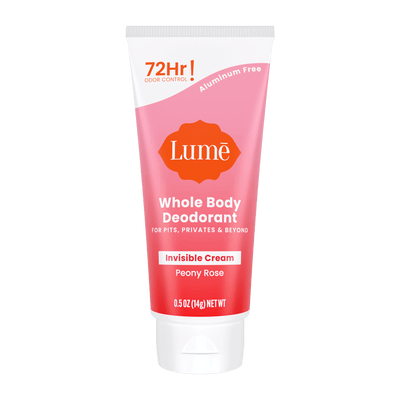 72Hr!
ODOR CONTROL
Aluminum Free
Lumē
Whole Body
Deodorant
FOR PITS, PRIVATES & BEYOND
Invisible Cream
Peony Rose
0.5 OZ (14g) NET WT